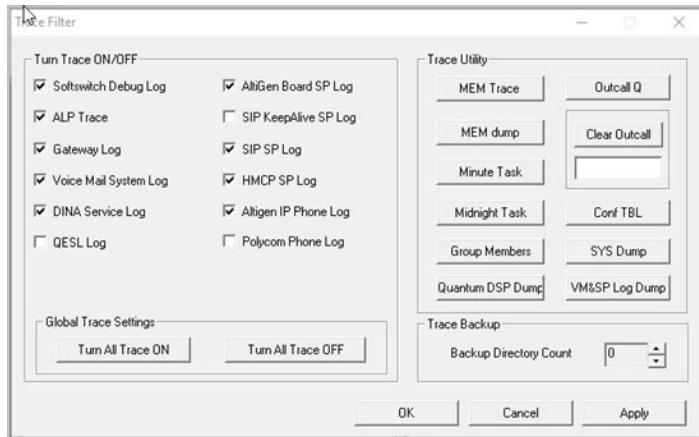 Trace Filter
Turn Trace ON/OFF
Softswitch Debug Log
ALP Trace
Gateway Log
Voice Mail System Log
DINA Service Log
QESL Log
AltiGen Board SP Log
SIP KeepAlive SP Log
SIP SP Log
HMCP SP Log
Altigen IP Phone Log
Polycom Phone Log
Global Trace Settings
Turn All Trace ON
Turn All Trace OFF
Trace Utility
MEM Trace
Outcall Q
MEM dump
Clear Outcall
Minute Task
Midnight Task
Conf TBL
Group Members
SYS Dump
Quantum DSP Dump
VM&SP Log Dump
Trace Backup
Backup Directory Count
0
OK
Cancel
Apply